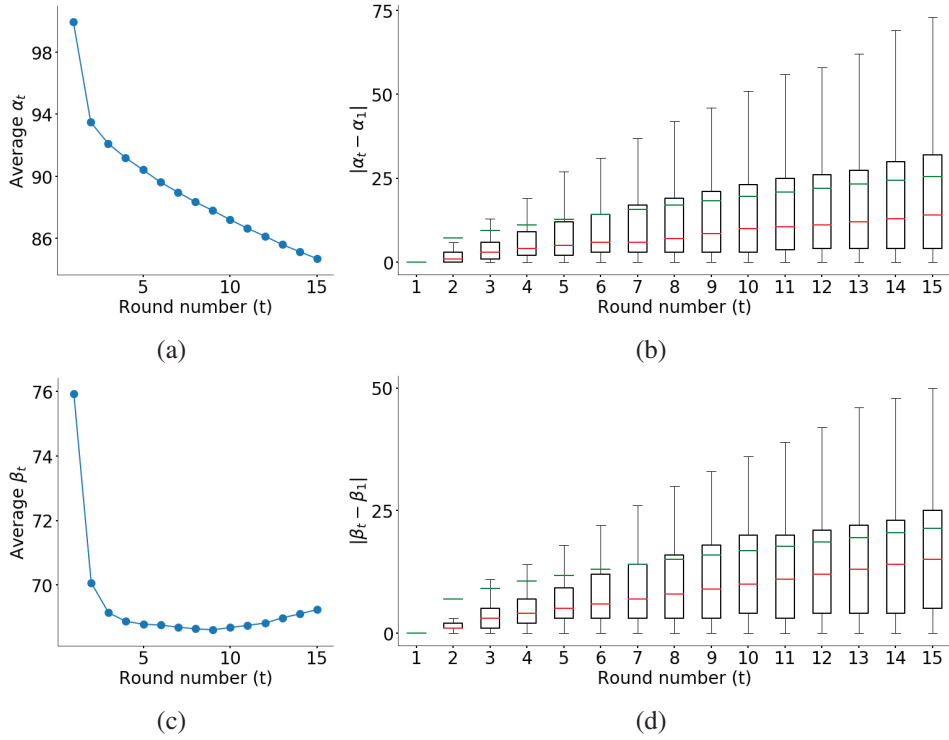 98
94
90
86
Average α_t
5 10 15
Round number (t)
(a)
75
50
25
0
|α_t − α_1|
1 2 3 4 5 6 7 8 9 10 11 12 13 14 15
Round number (t)
(b)
76
74
72
70
Average β_t
5 10 15
Round number (t)
(c)
50
25
0
|β_t − β_1|
1 2 3 4 5 6 7 8 9 10 11 12 13 14 15
Round number (t)
(d)